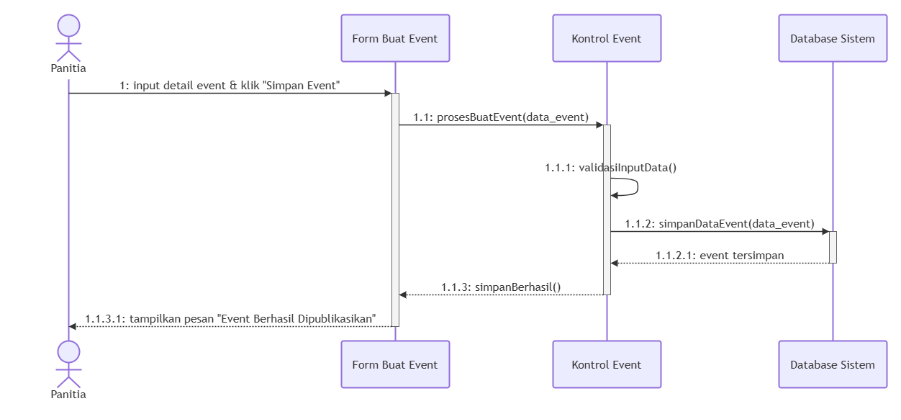 Form Buat Event
Kontrol Event
Database Sistem
Panitia
1: input detail event & klik "Simpan Event"
1.1: prosesBuatEvent(data_event)
1.1.1: validasiInputData()
1.1.2: simpanDataEvent(data_event)
1.1.2.1: event tersimpan
1.1.3: simpanBerhasil()
1.1.3.1: tampilkan pesan "Event Berhasil Dipublikasikan"
Form Buat Event
Kontrol Event
Database Sistem
Panitia